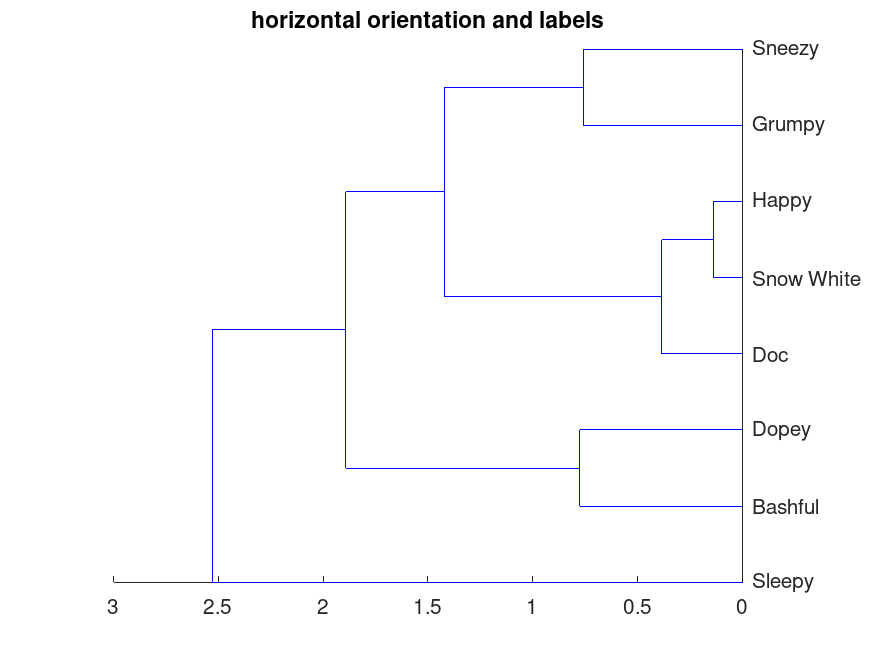 horizontal orientation and labels
Sneezy
Grumpy
Happy
Snow White
Doc
Dopey
Bashful
Sleepy
3 2.5 2 1.5 1 0.5 0